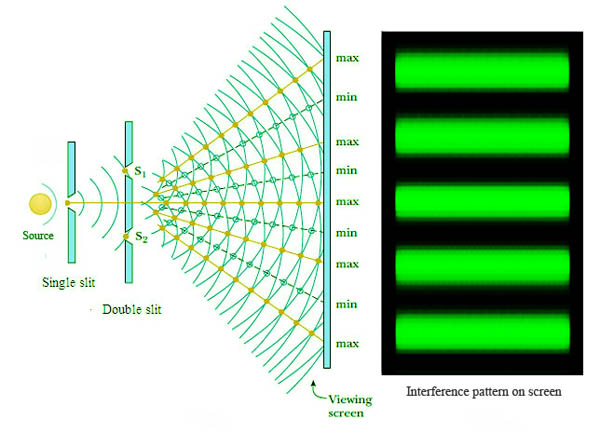 Source
Single slit
Double slit
S1
S2
max
min
max
min
max
min
max
min
max
Viewing
screen
Interference pattern on screen